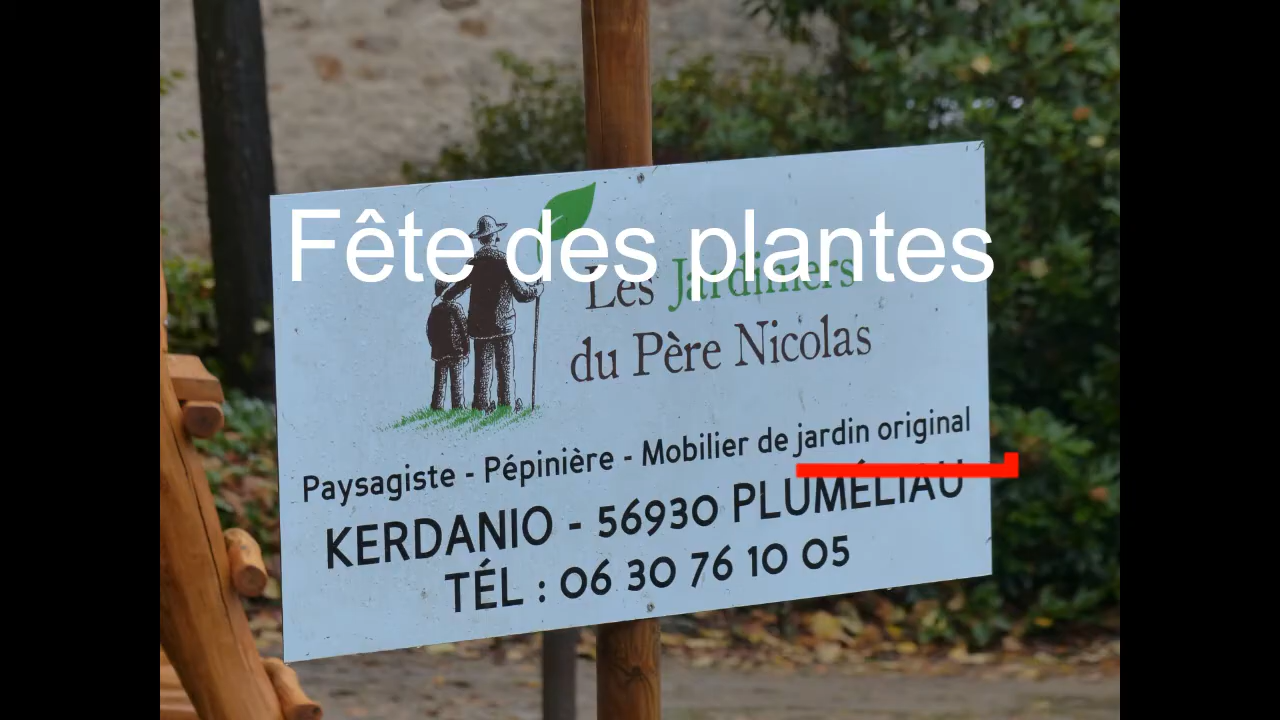 Fête des plantes
Les Jardiniers
du Père Nicolas
Paysagiste - Pépinière - Mobilier de jardin original
KERDANIO - 56930 PLUMÉLIAU
TÉL : 06 30 76 10 05